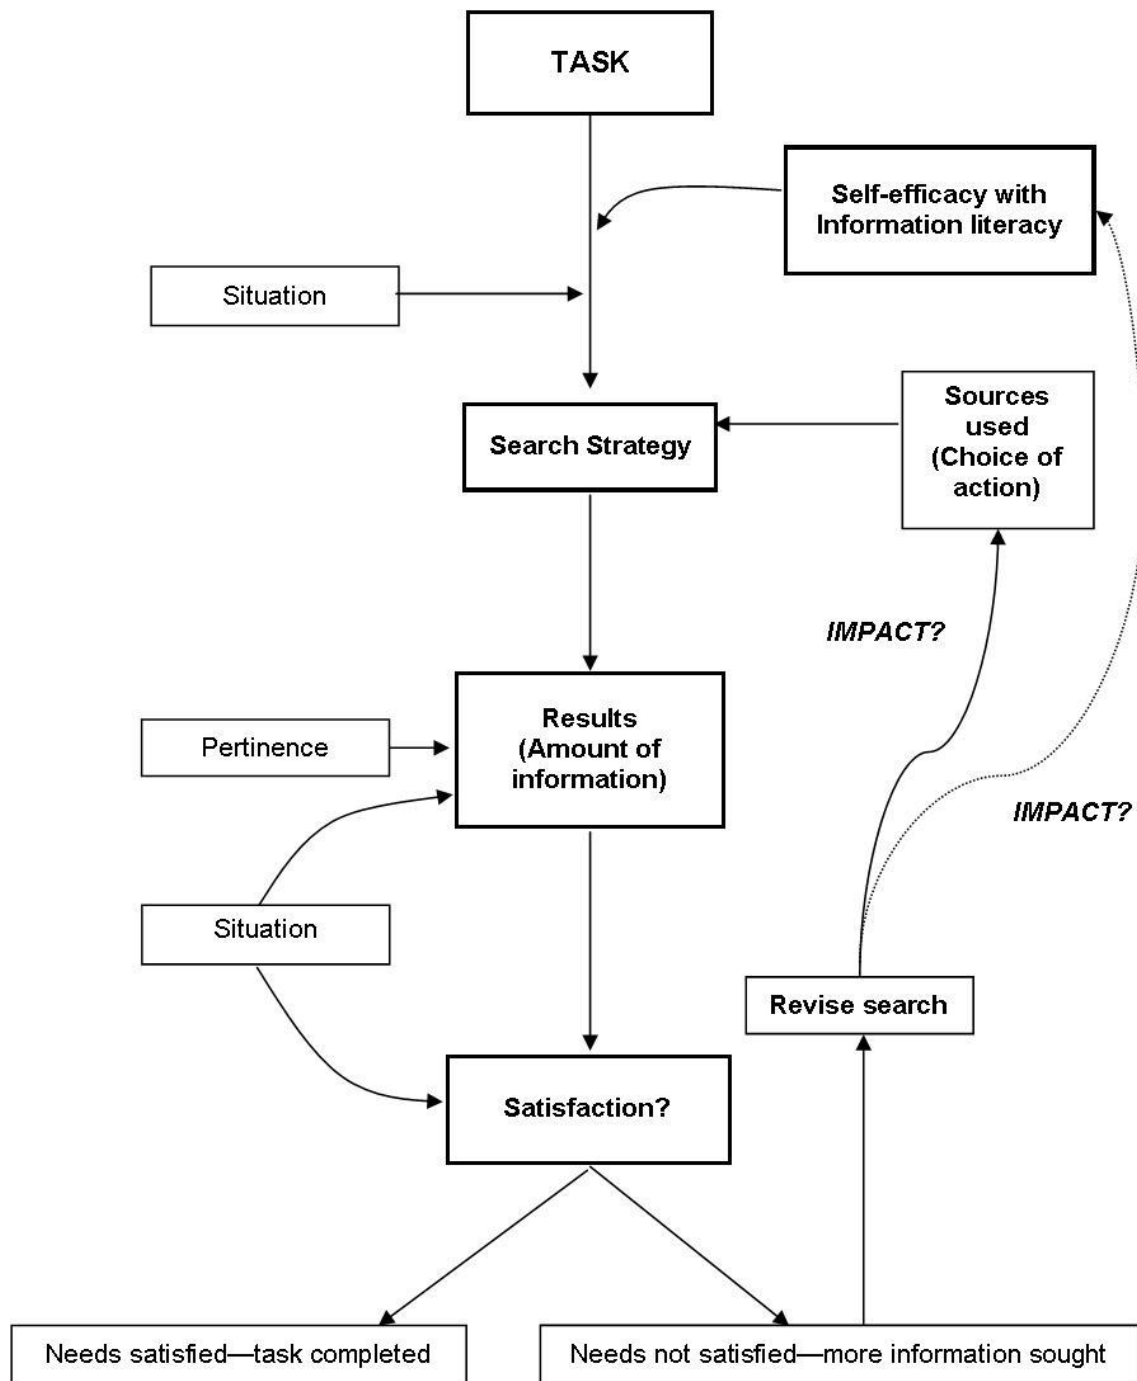 TASK
Self-efficacy with
Information literacy
Situation
Sources
used
(Choice of
action)
Search Strategy
IMPACT?
Results
(Amount of
information)
Pertinence
IMPACT?
Situation
Revise search
Satisfaction?
Needs satisfied—task completed
Needs not satisfied—more information sought